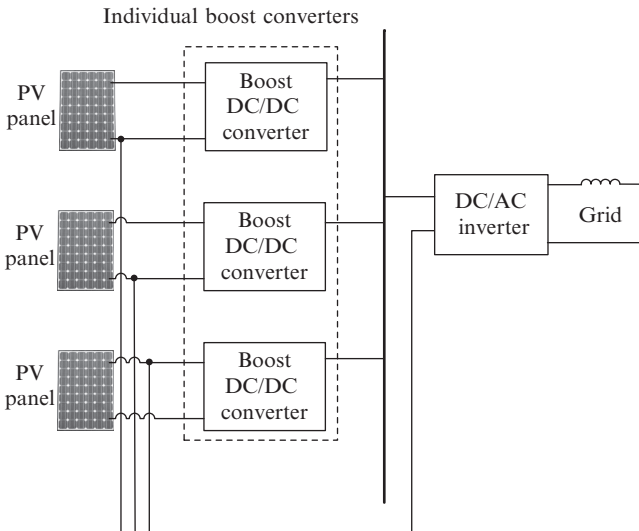 Individual boost converters
PV
panel
Boost
DC/DC
converter
PV
panel
Boost
DC/DC
converter
DC/AC
inverter
Grid
PV
panel
Boost
DC/DC
converter